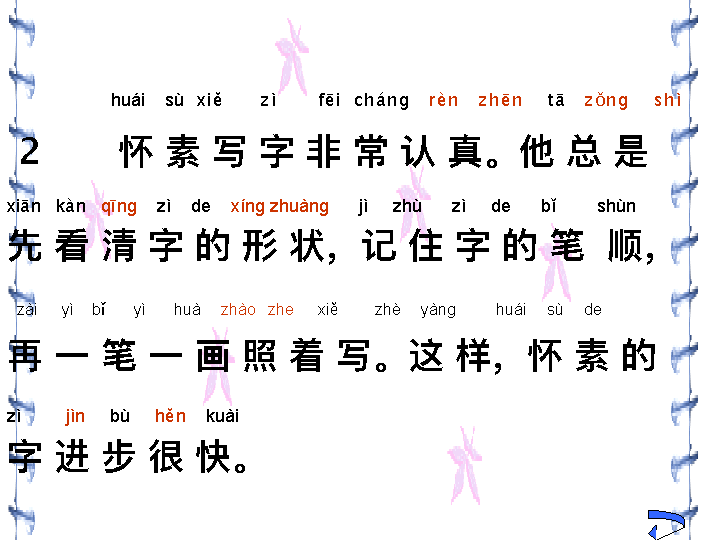 huái sù xiě zì fēi cháng rèn zhēn tā zǒng shì
2 怀素写字非常认真。他总是
xiān kàn qīng zì de xíng zhuàng jì zhù zì de bǐ shùn
先看清字的形状，记住字的笔顺，
zài yì bǐ yì huà zhào zhe xiě zhè yàng huái sù de
再一笔一画照着写。这样，怀素的
zì jìn bù hěn kuài
字进步很快。